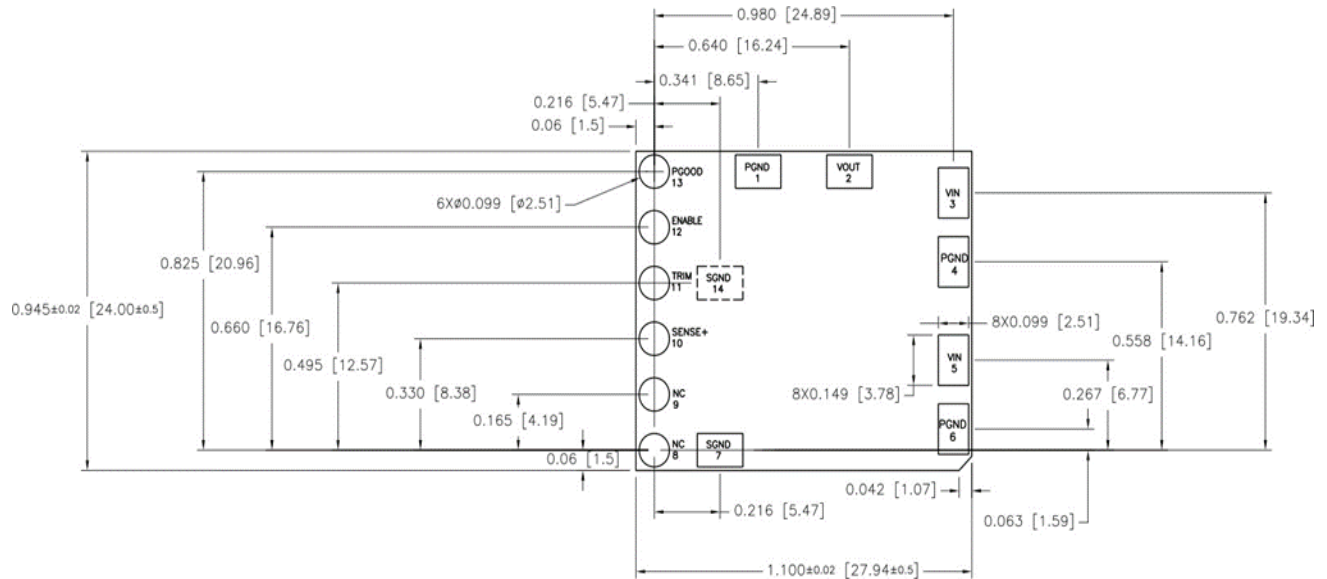 0.980 [24.89]
0.640 [16.24]
0.341 [8.65]
0.216 [5.47]
0.06 [1.5]
PGOOD
13
PGND
1
VOUT
2
VIN
3
6XØ0.099 [Ø2.51]
ENABLE
12
0.825 [20.96]
PGND
4
TRIM
11
SGND
14
0.945±0.02 [24.00±0.5]
0.762 [19.34]
0.660 [16.76]
8X0.099 [2.51]
SENSE+
10
0.558 [14.16]
0.495 [12.57]
VIN
5
0.330 [8.38]
8X0.149 [3.78]
0.267 [6.77]
NC
9
0.165 [4.19]
PGND
6
NC
8
SGND
7
0.06 [1.5]
0.042 [1.07]
0.216 [5.47]
0.063 [1.59]
1.100±0.02 [27.94±0.5]